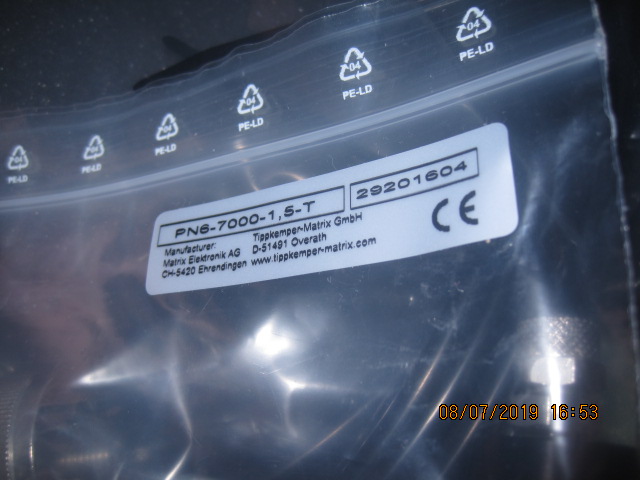 04
PE-LD
04
PE-LD
04
PE-LD
04
PE-LD
04
PE-LD
04
PE-LD
PN6-7000-1,5-T
29201604
Manufacturer:
Matrix Elektronik AG
CH-5420 Ehrendingen
Tippkemper-Matrix GmbH
D-51491 Overath
www.tippkemper-matrix.com
CE
08/07/2019 16:53